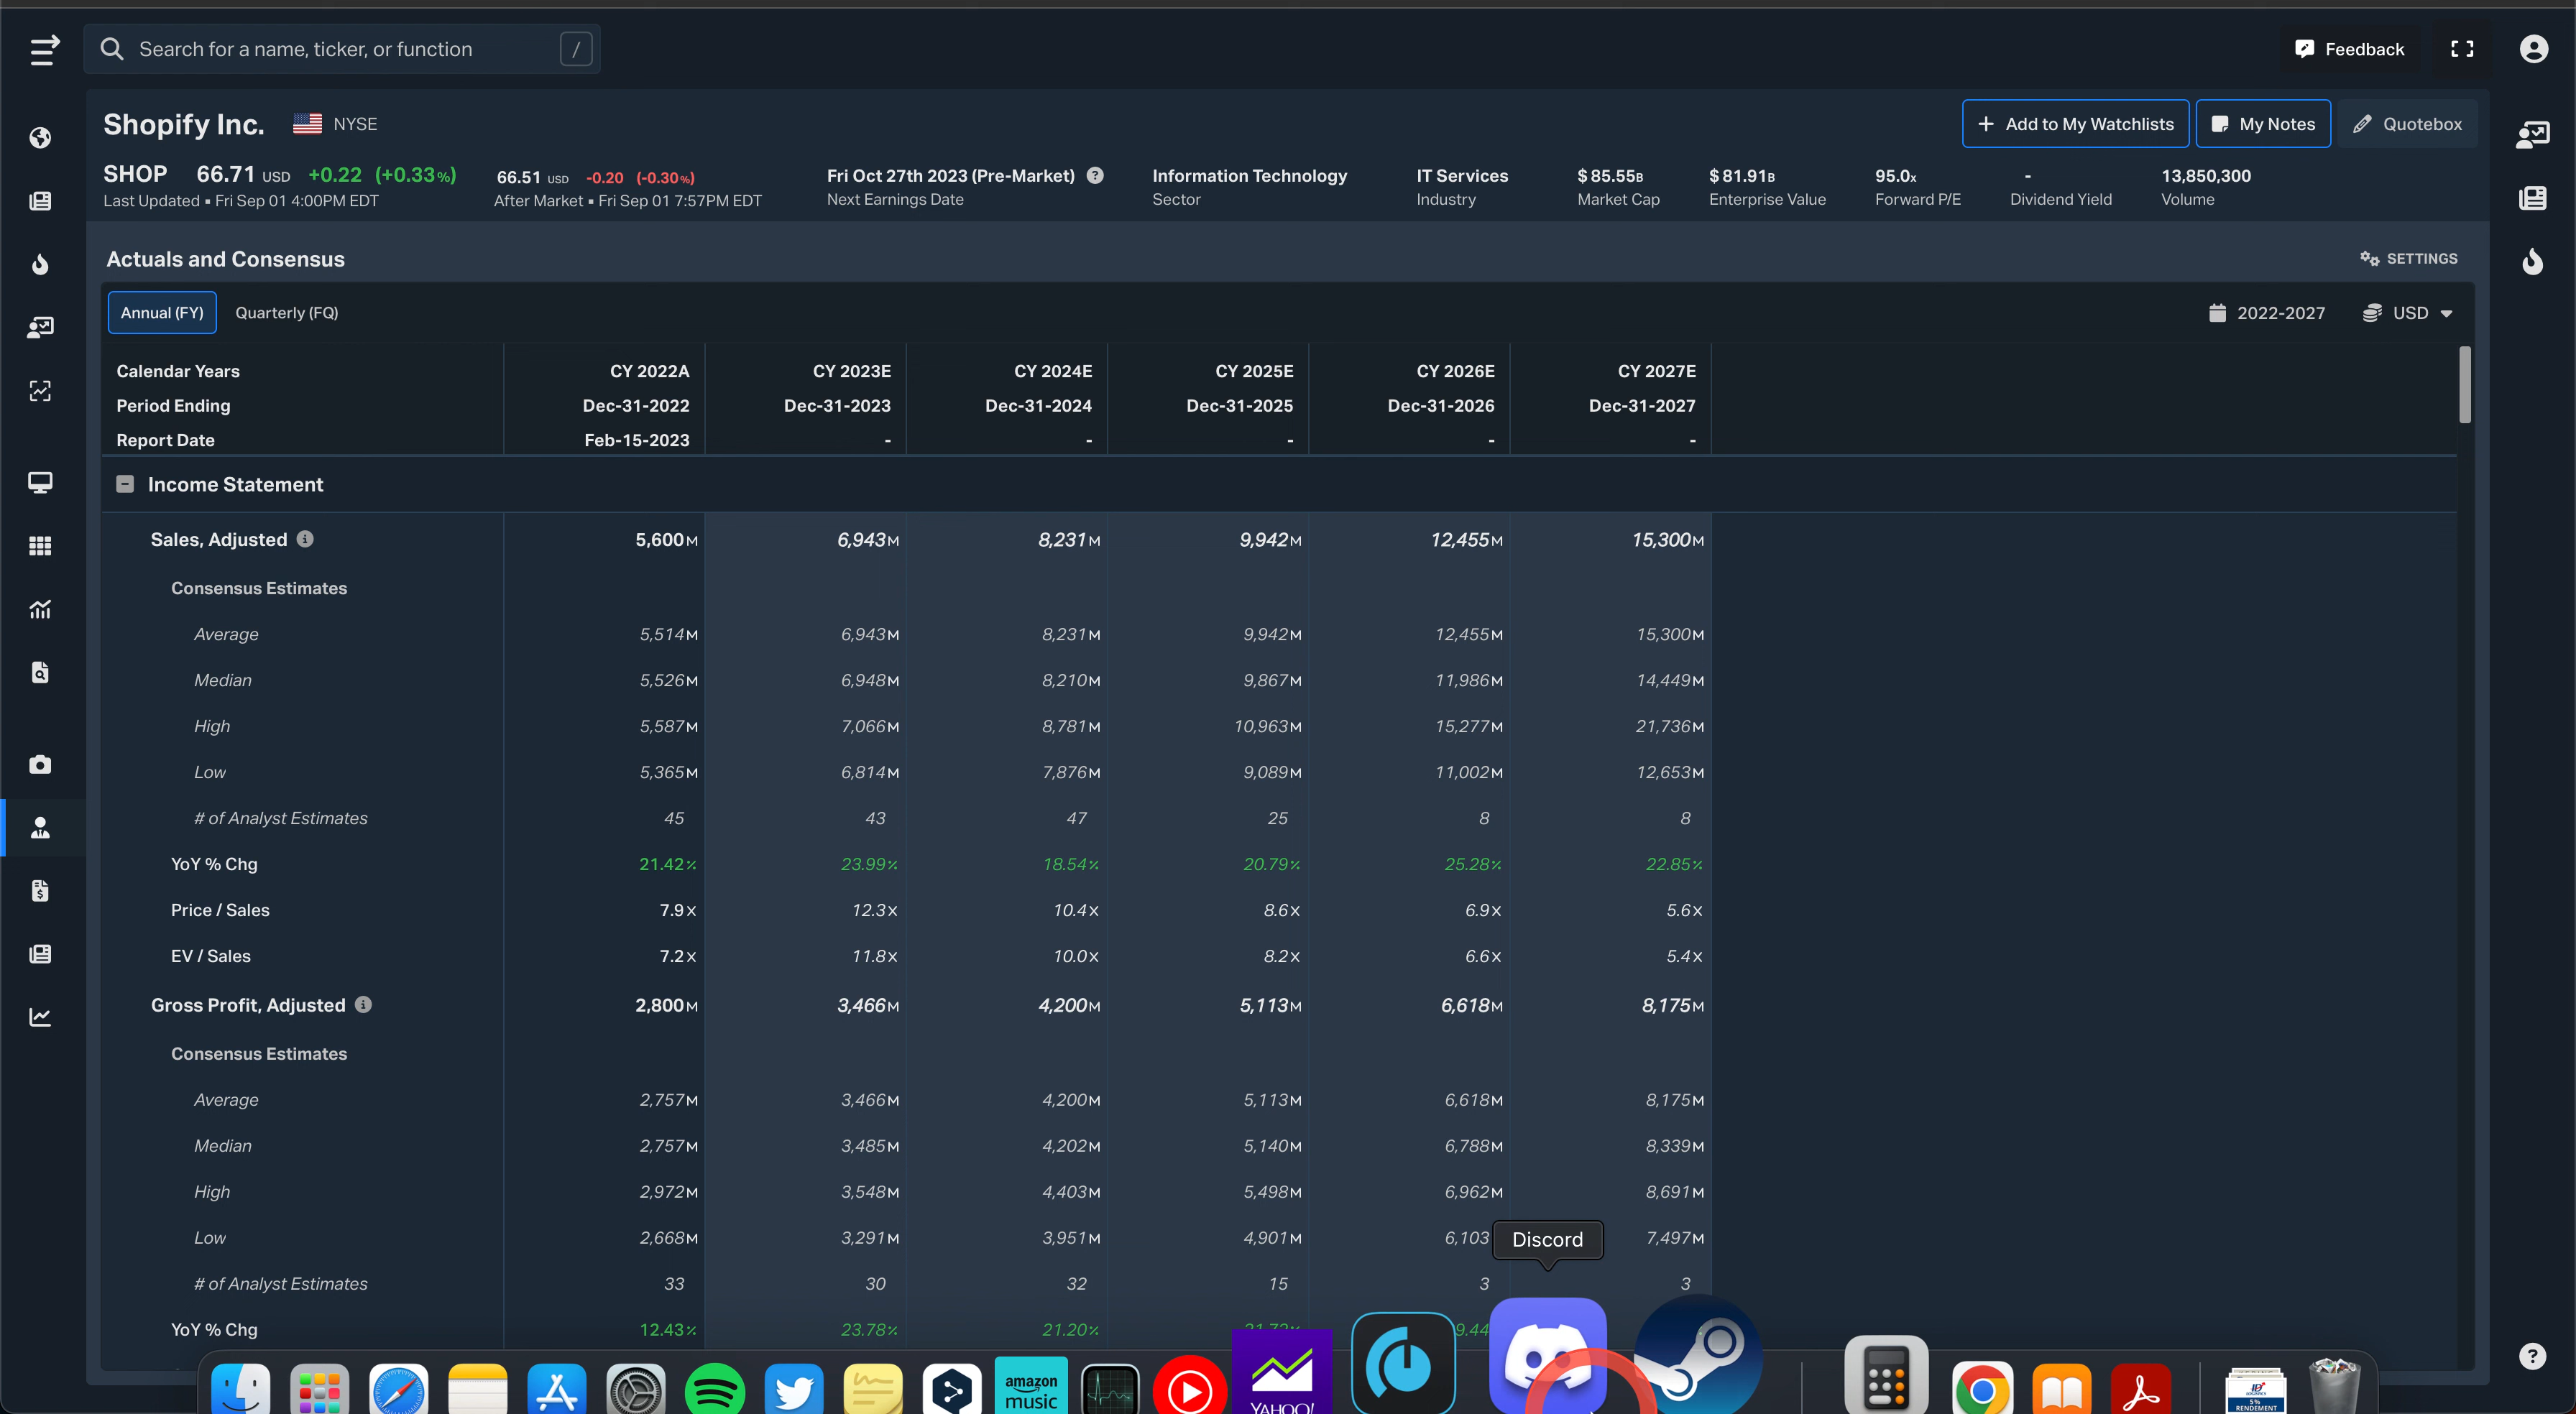 Search for a name, ticker, or function /
Feedback
Shopify Inc. NYSE
Add to My Watchlists My Notes Quotebox
SHOP 66.71 USD +0.22 (+0.33%) 66.51 USD -0.20 (-0.30%) Fri Oct 27th 2023 (Pre-Market) ? Information Technology IT Services $85.55B $81.91B 95.0x - 13,850,300
Last Updated ▪ Fri Sep 01 4:00PM EDT After Market ▪ Fri Sep 01 7:57PM EDT Next Earnings Date Sector Industry Market Cap Enterprise Value Forward P/E Dividend Yield Volume
Actuals and Consensus SETTINGS
Annual (FY) Quarterly (FQ) 2022-2027 USD
Calendar Years CY 2022A CY 2023E CY 2024E CY 2025E CY 2026E CY 2027E
Period Ending Dec-31-2022 Dec-31-2023 Dec-31-2024 Dec-31-2025 Dec-31-2026 Dec-31-2027
Report Date Feb-15-2023 - - - - -
Income Statement
Sales, Adjusted 5,600M 6,943M 8,231M 9,942M 12,455M 15,300M
Consensus Estimates
Average 5,514M 6,943M 8,231M 9,942M 12,455M 15,300M
Median 5,526M 6,948M 8,210M 9,867M 11,986M 14,449M
High 5,587M 7,066M 8,781M 10,963M 15,277M 21,736M
Low 5,365M 6,814M 7,876M 9,089M 11,002M 12,653M
# of Analyst Estimates 45 43 47 25 8 8
YoY % Chg 21.42% 23.99% 18.54% 20.79% 25.28% 22.85%
Price / Sales 7.9x 12.3x 10.4x 8.6x 6.9x 5.6x
EV / Sales 7.2x 11.8x 10.0x 8.2x 6.6x 5.4x
Gross Profit, Adjusted 2,800M 3,466M 4,200M 5,113M 6,618M 8,175M
Consensus Estimates
Average 2,757M 3,466M 4,200M 5,113M 6,618M 8,175M
Median 2,757M 3,485M 4,202M 5,140M 6,788M 8,339M
High 2,972M 3,548M 4,403M 5,498M 6,962M 8,691M
Low 2,668M 3,291M 3,951M 4,901M 6,103 7,497M
Discord
# of Analyst Estimates 33 30 32 15 3 3
YoY % Chg 12.43% 23.78% 21.20% 9.44
amazon
music
YAHOO!
5%
RENDEMENT
?